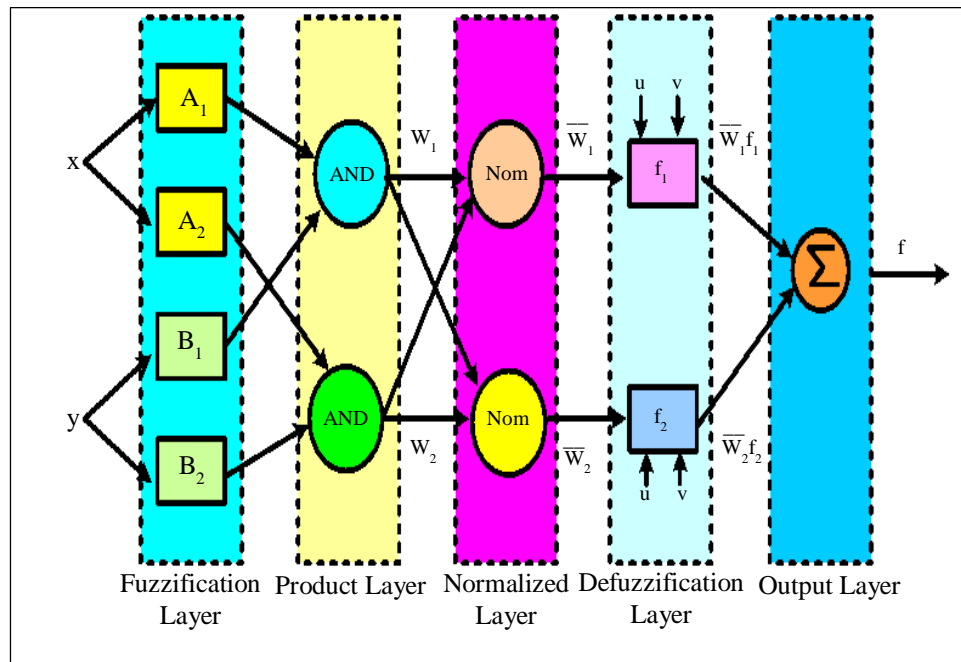 u v
A₁ W₁ W̅₁ W̅₁f₁
x AND Nom f₁
A₂
Σ f
B₁
y AND Nom f₂
B₂ W₂ W̅₂ W̅₂f₂
u v
Fuzzification Layer
Product Layer
Normalized Layer
Defuzzification Layer
Output Layer